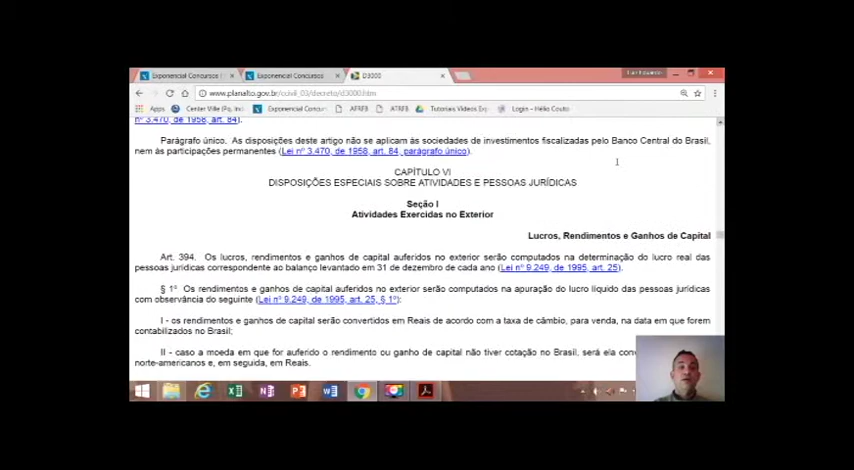 Exponencial Concursos
Exponencial Concursos
D3000
www.planalto.gov.br/ccivil_03/decreto/d3000.htm
Apps
Center Ville (Po, Inc
Exponencial Concurs
AFRFB
ATRFB
Tutoriais Vídeos Ex
Login - Hélio Couto
nº 3.470, de 1958, art. 84).
Parágrafo único. As disposições deste artigo não se aplicam às sociedades de investimentos fiscalizadas pelo Banco Central do Brasil,
nem às participações permanentes (Lei nº 3.470, de 1958, art. 84, parágrafo único).
CAPÍTULO VI
DISPOSIÇÕES ESPECIAIS SOBRE ATIVIDADES E PESSOAS JURÍDICAS
Seção I
Atividades Exercidas no Exterior
Lucros, Rendimentos e Ganhos de Capital
Art. 394. Os lucros, rendimentos e ganhos de capital auferidos no exterior serão computados na determinação do lucro real das
pessoas jurídicas correspondente ao balanço levantado em 31 de dezembro de cada ano (Lei nº 9.249, de 1995, art. 25).
§ 1º Os rendimentos e ganhos de capital auferidos no exterior serão computados na apuração do lucro líquido das pessoas jurídicas
com observância do seguinte (Lei nº 9.249, de 1995, art. 25, § 1º):
I - os rendimentos e ganhos de capital serão convertidos em Reais de acordo com a taxa de câmbio, para venda, na data em que forem
contabilizados no Brasil;
II - caso a moeda em que for auferido o rendimento ou ganho de capital não tiver cotação no Brasil, será ela con
norte-americanos e, em seguida, em Reais.